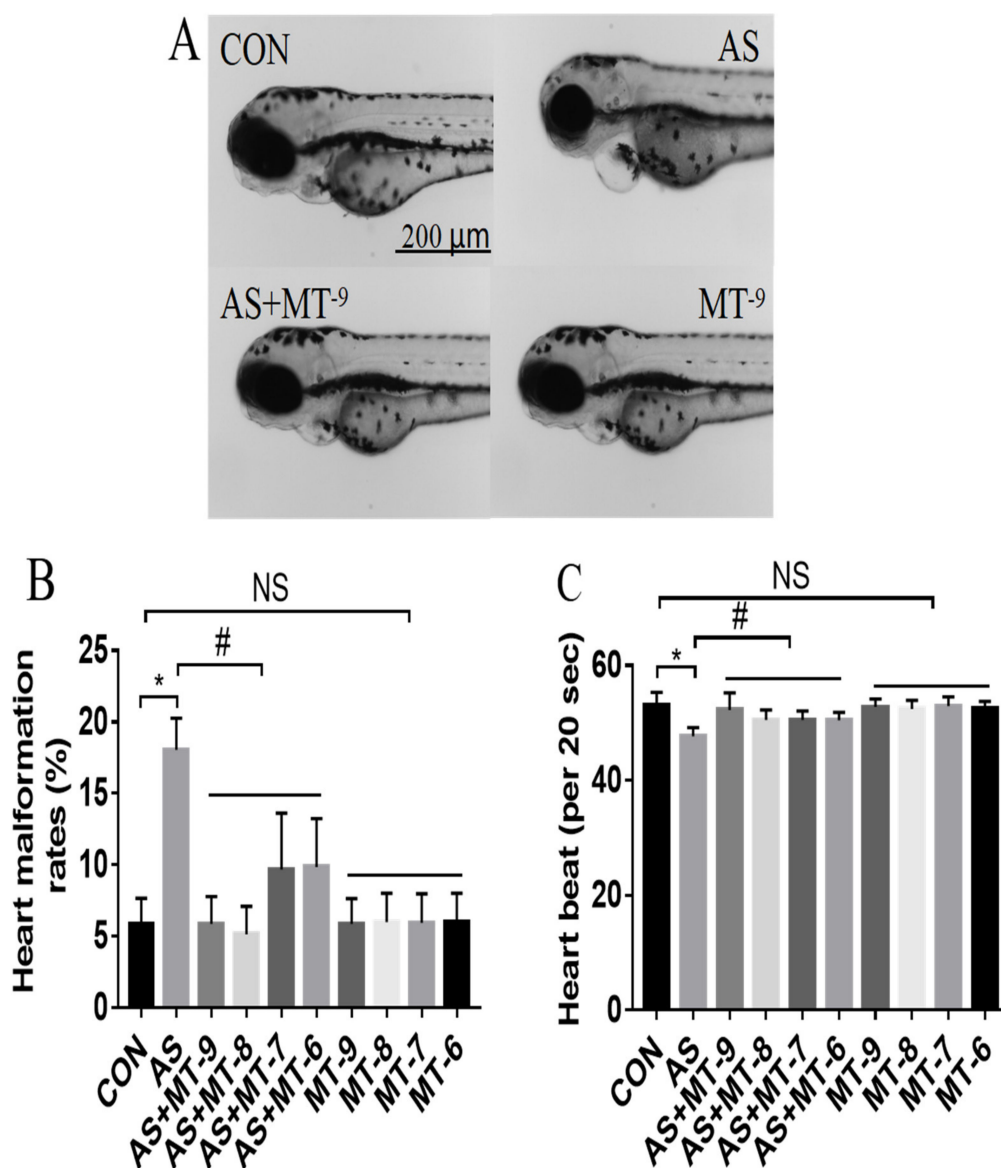 A
CON
AS
200 µm
AS+MT-9
MT-9
B
NS
#
*
25
20
15
10
5
0
Heart malformation
rates (%)
CON
AS
AS+MT-9
AS+MT-8
AS+MT-7
AS+MT-6
MT-9
MT-8
MT-7
MT-6
C
NS
#
*
60
40
20
0
Heart beat (per 20 sec)
CON
AS
AS+MT-9
AS+MT-8
AS+MT-7
AS+MT-6
MT-9
MT-8
MT-7
MT-6